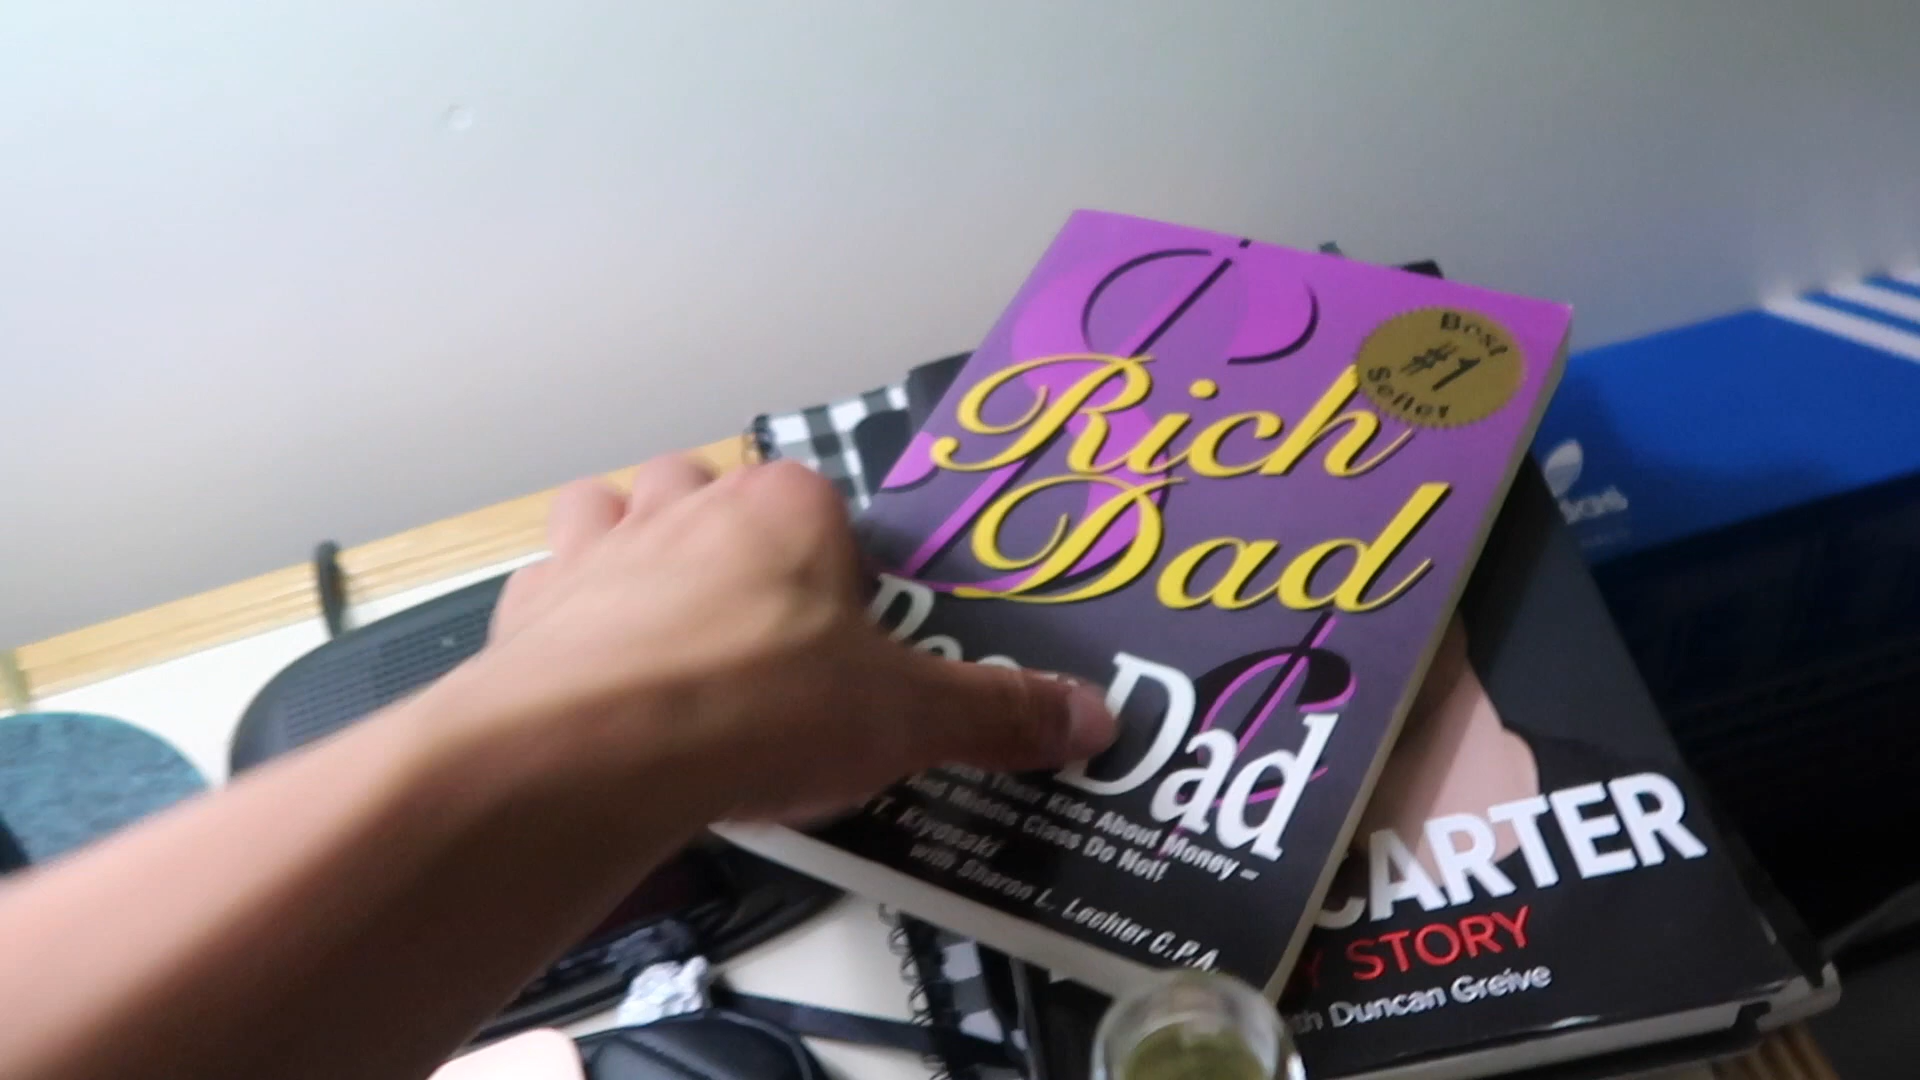 Best
#1
Seller
Rich
Dad
Dad
Their Kids About Money –
And Middle Class Do Not!
T. Kiyosaki
with Sharon L. Lechter C.P.A.
CARTER
STORY
Duncan Greive